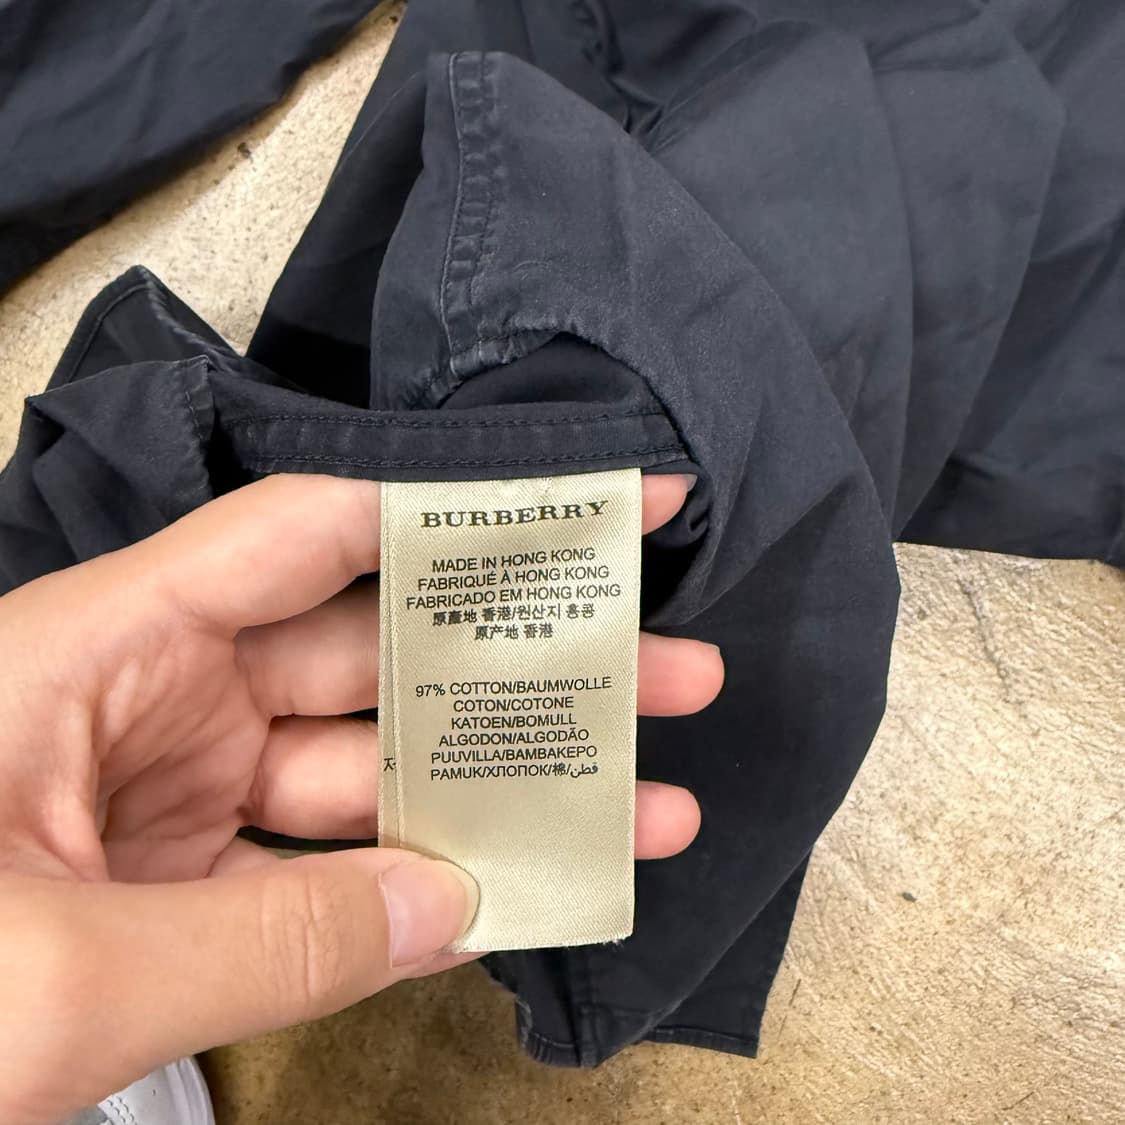 BURBERRY
MADE IN HONG KONG
FABRIQUÉ À HONG KONG
FABRICADO EM HONG KONG
原產地 香港/원산지 홍콩
原产地 香港
97% COTTON/BAUMWOLLE
COTON/COTONE
KATOEN/BOMULL
ALGODON/ALGODÃO
PUUVILLA/ΒΑΜΒΑΚΕΡΟ
PAMUK/ХЛОПОК/棉/قطن